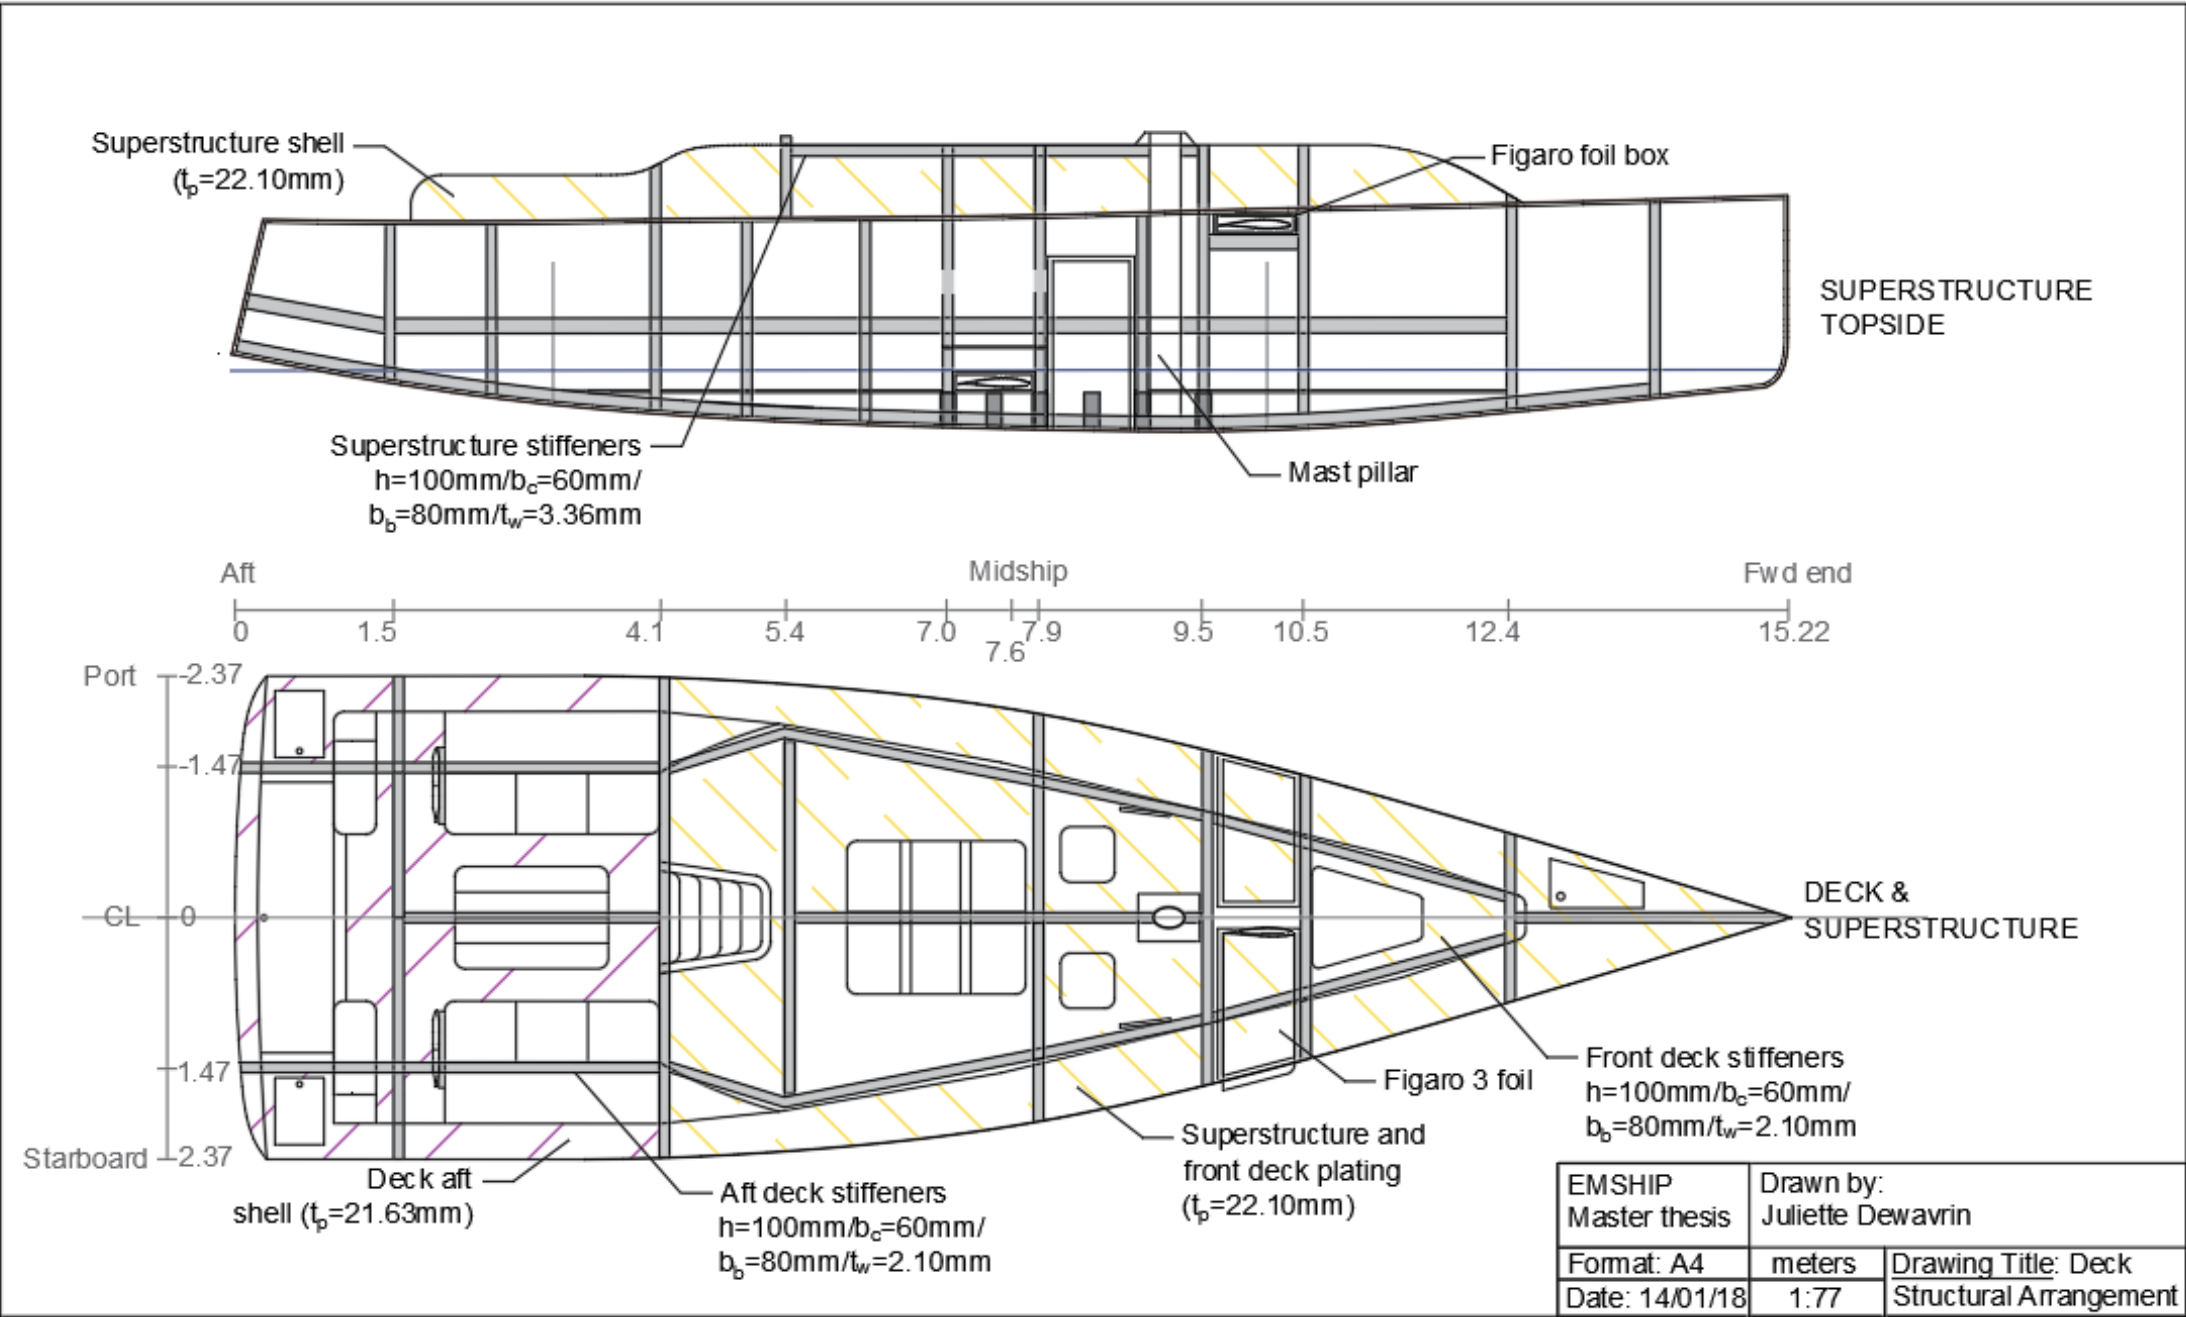 Superstructure shell
(tp=22.10mm)
Figaro foil box
SUPERSTRUCTURE
TOPSIDE
Superstructure stiffeners
h=100mm/bc=60mm/
bb=80mm/tw=3.36mm
Mast pillar
Aft Midship Fwd end
0 1.5 4.1 5.4 7.0 7.6 7.9 9.5 10.5 12.4 15.22
Port -2.37
-1.47
CL 0
1.47
Starboard 2.37
DECK &
SUPERSTRUCTURE
Front deck stiffeners
h=100mm/bc=60mm/
bb=80mm/tw=2.10mm
Figaro 3 foil
Superstructure and
front deck plating
(tp=22.10mm)
Deck aft
shell (tp=21.63mm)
Aft deck stiffeners
h=100mm/bc=60mm/
bb=80mm/tw=2.10mm
EMSHIP
Master thesis
Drawn by:
Juliette Dewavrin
Format: A4
meters
Drawing Title: Deck
Structural Arrangement
Date: 14/01/18
1:77